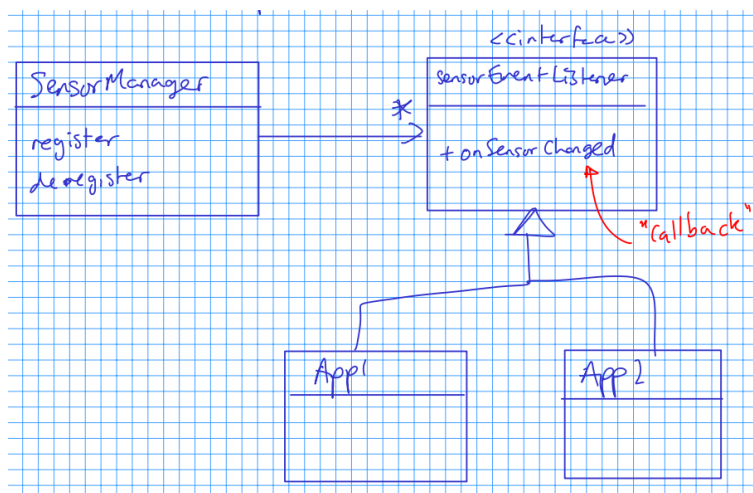 <<interface>>
SensorManager
sensorEventListener
*
register
+ onSensorChanged
deregister
"Callback"
App1
App2